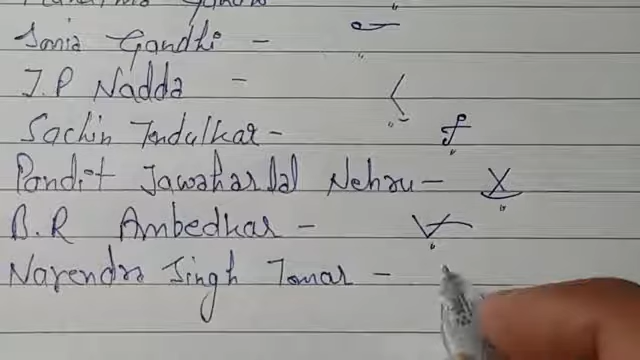 Sonia Gandhi -
J.P Nadda -
Sachin Tendulkar -
Pandit Jawaharlal Nehru -
B.R Ambedkar -
Narendra Singh Tomar -